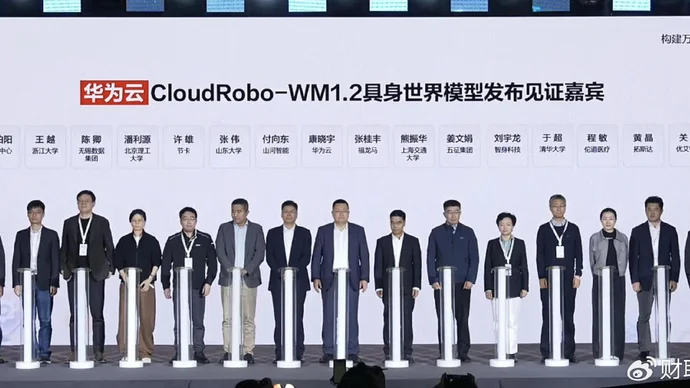 构建万
华为云 CloudRobo-WM1.2具身世界模型发布见证嘉宾
阳
中心
王 越
浙江大学
陈 卿
无锡数据
集团
潘利源
北京理工
大学
许 雄
节卡
张 伟
山东大学
付向东
山河智能
康晓宇
华为云
张桂丰
福龙马
熊振华
上海交通
大学
姜文娟
五征集团
刘宇龙
智身科技
于 超
清华大学
程 敏
佗道医疗
黄 晶
拓斯达
关
优艾
财